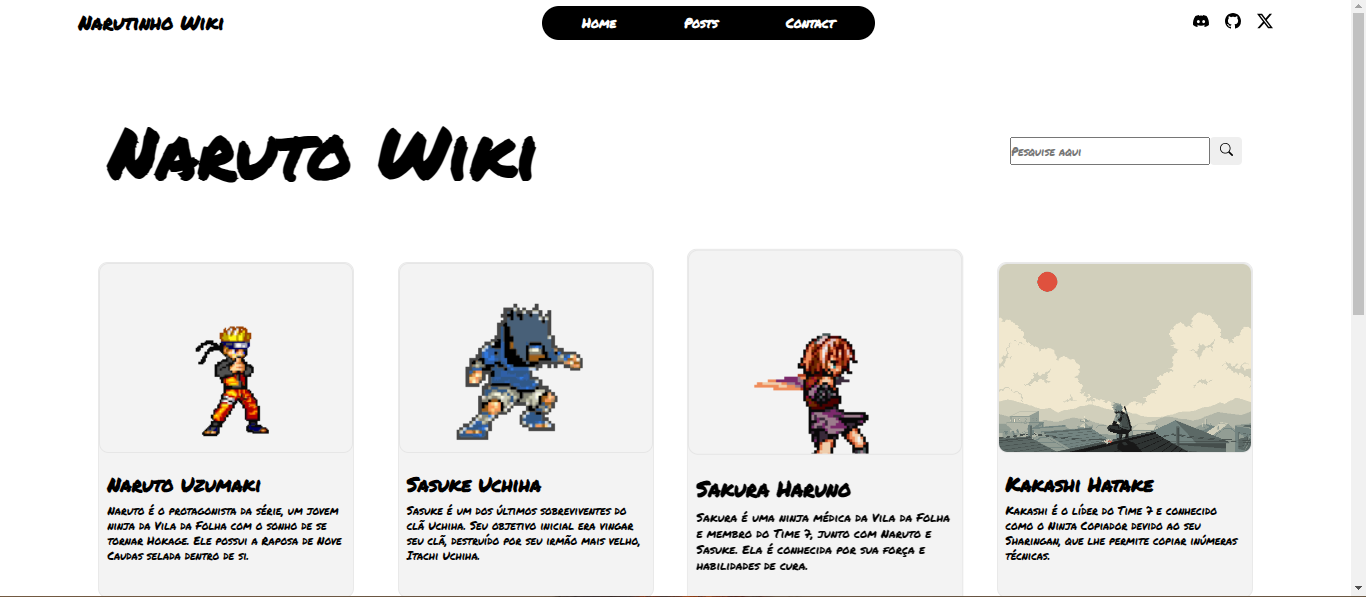 Narutinho Wiki
Home Posts Contact
Naruto Wiki
Pesquise aqui
Naruto Uzumaki
Naruto é o protagonista da série, um jovem
ninja da Vila da Folha com o sonho de se
tornar Hokage. Ele possui a Raposa de Nove
Caudas selada dentro de si.
Sasuke Uchiha
Sasuke é um dos últimos sobreviventes do
clã Uchiha. Seu objetivo inicial era vingar
seu clã, destruído por seu irmão mais velho,
Itachi Uchiha.
Sakura Haruno
Sakura é uma ninja médica da Vila da Folha
e membro do Time 7, junto com Naruto e
Sasuke. Ela é conhecida por sua força e
habilidades de cura.
Kakashi Hatake
Kakashi é o líder do Time 7 e conhecido
como o Ninja Copiador devido ao seu
Sharingan, que lhe permite copiar inúmeras
técnicas.